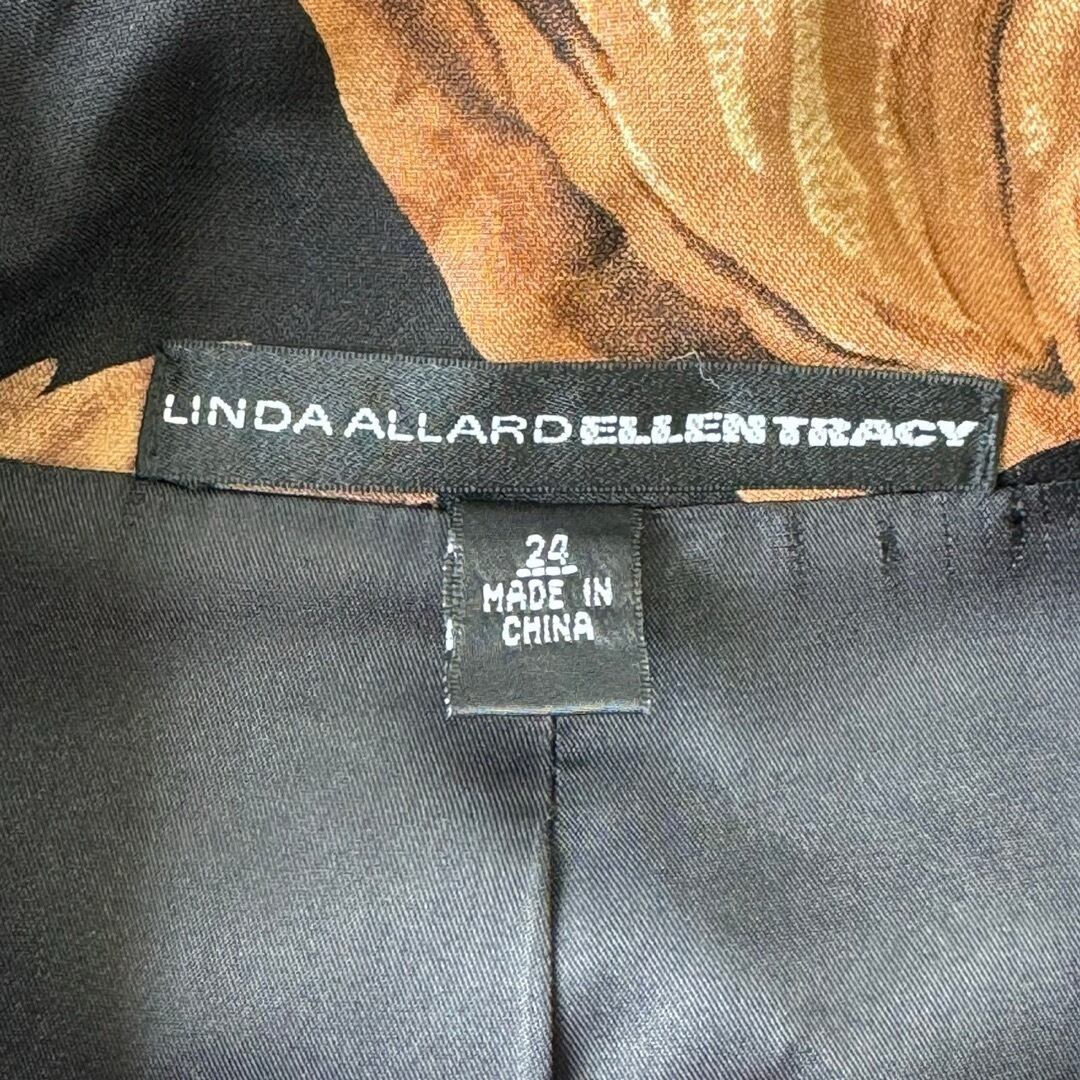 LINDA ALLARD ELLEN TRACY
24
MADE IN
CHINA